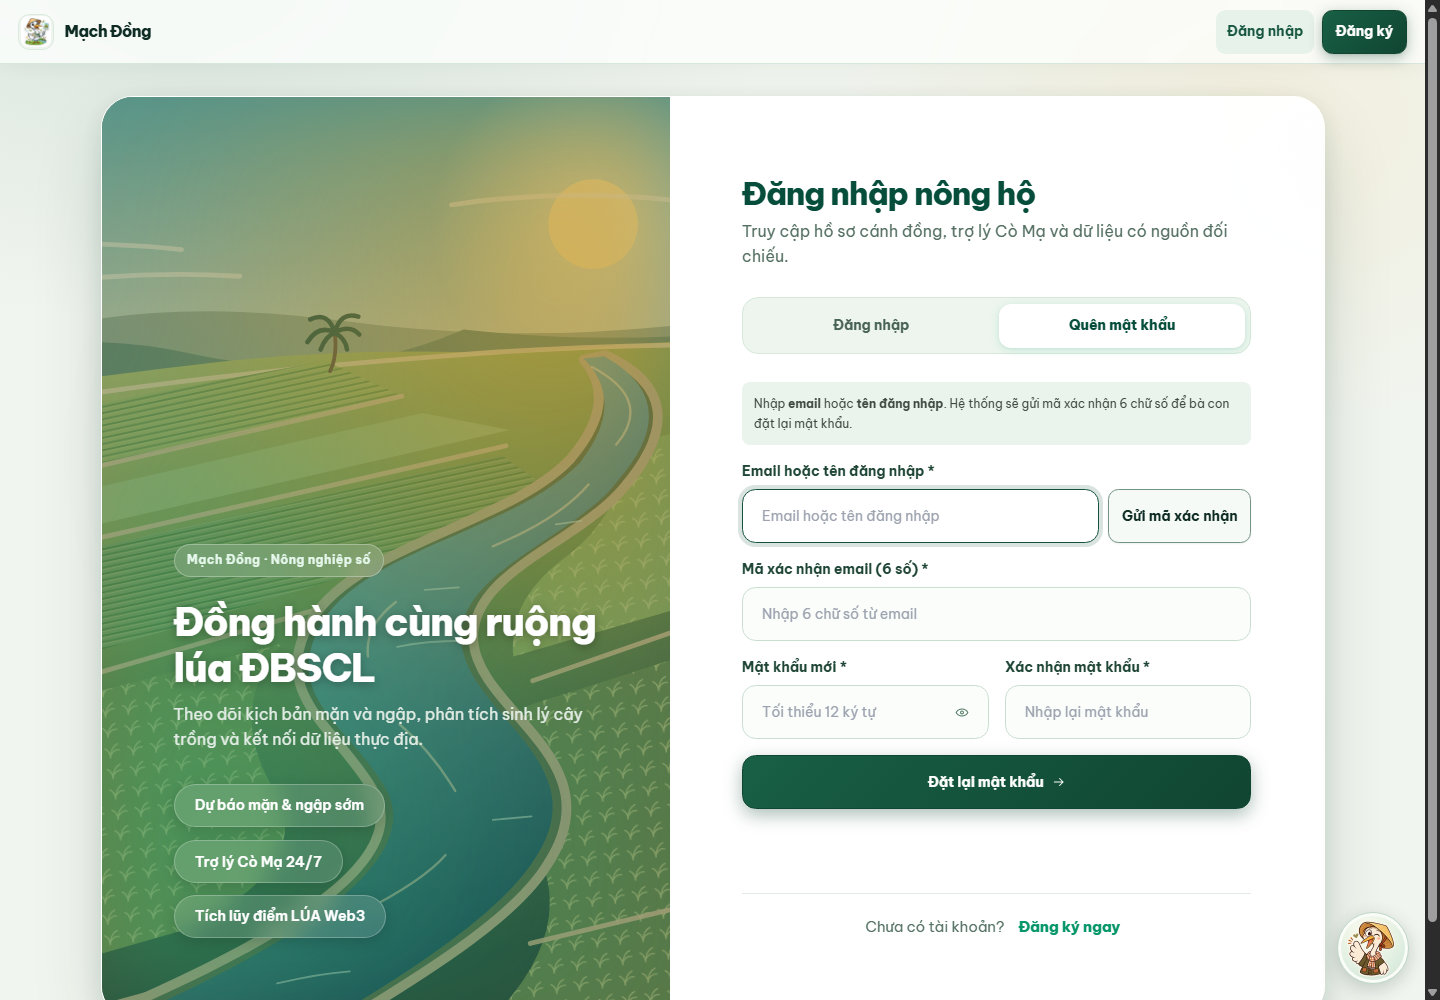 Mạch Đồng
Đăng nhập
Đăng ký
Mạch Đồng · Nông nghiệp số
Đồng hành cùng ruộng
lúa ĐBSCL
Theo dõi kịch bản mặn và ngập, phân tích sinh lý cây
trồng và kết nối dữ liệu thực địa.
Dự báo mặn & ngập sớm
Trợ lý Cò Mạ 24/7
Tích lũy điểm LÚA Web3
Đăng nhập nông hộ
Truy cập hồ sơ cánh đồng, trợ lý Cò Mạ và dữ liệu có nguồn đối
chiếu.
Đăng nhập
Quên mật khẩu
Nhập email hoặc tên đăng nhập. Hệ thống sẽ gửi mã xác nhận 6 chữ số để bà con
đặt lại mật khẩu.
Email hoặc tên đăng nhập *
Email hoặc tên đăng nhập
Gửi mã xác nhận
Mã xác nhận email (6 số) *
Nhập 6 chữ số từ email
Mật khẩu mới *
Xác nhận mật khẩu *
Tối thiểu 12 ký tự
Nhập lại mật khẩu
Đặt lại mật khẩu →
Chưa có tài khoản? Đăng ký ngay